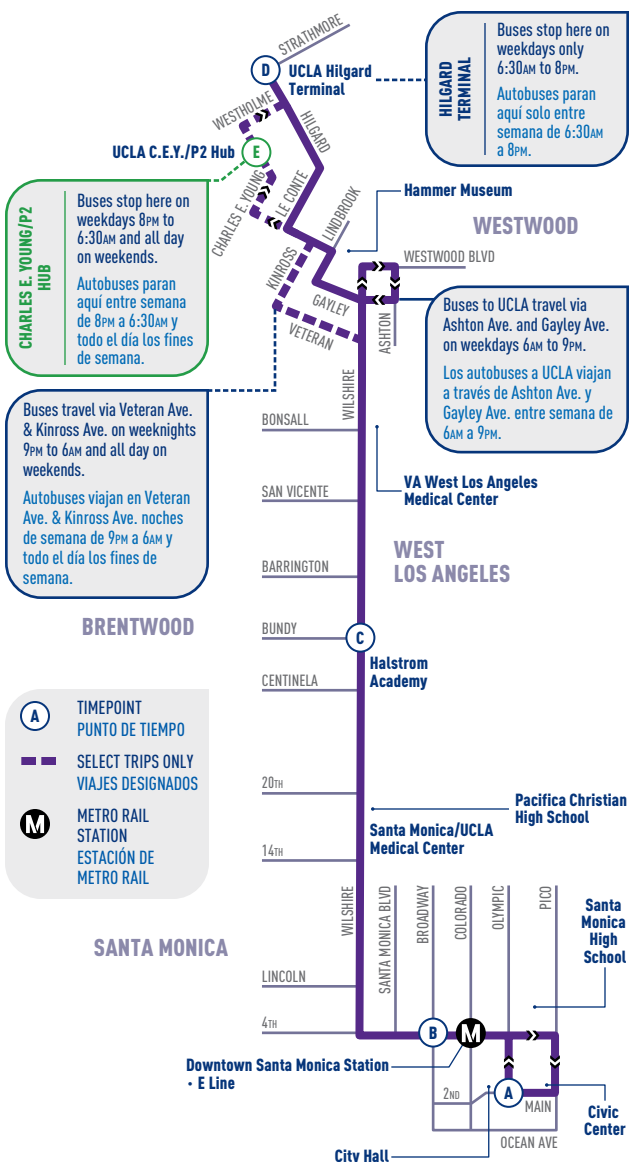 STRATHMORE
D
UCLA Hilgard
Terminal
HILGARD
TERMINAL
Buses stop here on
weekdays only
6:30AM to 8PM.
Autobuses paran
aquí solo entre
semana de 6:30AM
a 8PM.
WESTHOLME
HILGARD
UCLA C.E.Y./P2 Hub
E
CHARLES E. YOUNG/P2
HUB
Buses stop here on
weekdays 8PM to
6:30AM and all day
on weekends.
Autobuses paran
aquí entre semana
de 8PM a 6:30AM y
todo el día los fines
de semana.
CHARLES E. YOUNG
LE CONTE
LINDBROOK
Hammer Museum
WESTWOOD
KINROSS
WESTWOOD BLVD
GAYLEY
VETERAN
ASHTON
Buses to UCLA travel via
Ashton Ave. and Gayley Ave.
on weekdays 6AM to 9PM.
Los autobuses a UCLA viajan
a través de Ashton Ave. y
Gayley Ave. entre semana de
6AM a 9PM.
Buses travel via Veteran Ave.
& Kinross Ave. on weeknights
9PM to 6AM and all day on
weekends.
Autobuses viajan en Veteran
Ave. & Kinross Ave. noches
de semana de 9PM a 6AM y
todo el día los fines de
semana.
WILSHIRE
BONSALL
VA West Los Angeles
Medical Center
SAN VICENTE
WEST
LOS ANGELES
BARRINGTON
BRENTWOOD
BUNDY
C
Halstrom
Academy
CENTINELA
A
TIMEPOINT
PUNTO DE TIEMPO
SELECT TRIPS ONLY
VIAJES DESIGNADOS
M
METRO RAIL
STATION
ESTACIÓN DE
METRO RAIL
20TH
Pacifica Christian
High School
Santa Monica/UCLA
Medical Center
14TH
WILSHIRE
SANTA MONICA BLVD
BROADWAY
COLORADO
OLYMPIC
PICO
Santa
Monica
High
School
SANTA MONICA
LINCOLN
4TH
B
M
Downtown Santa Monica Station
• E Line
2ND
A
MAIN
Civic
Center
OCEAN AVE
City Hall